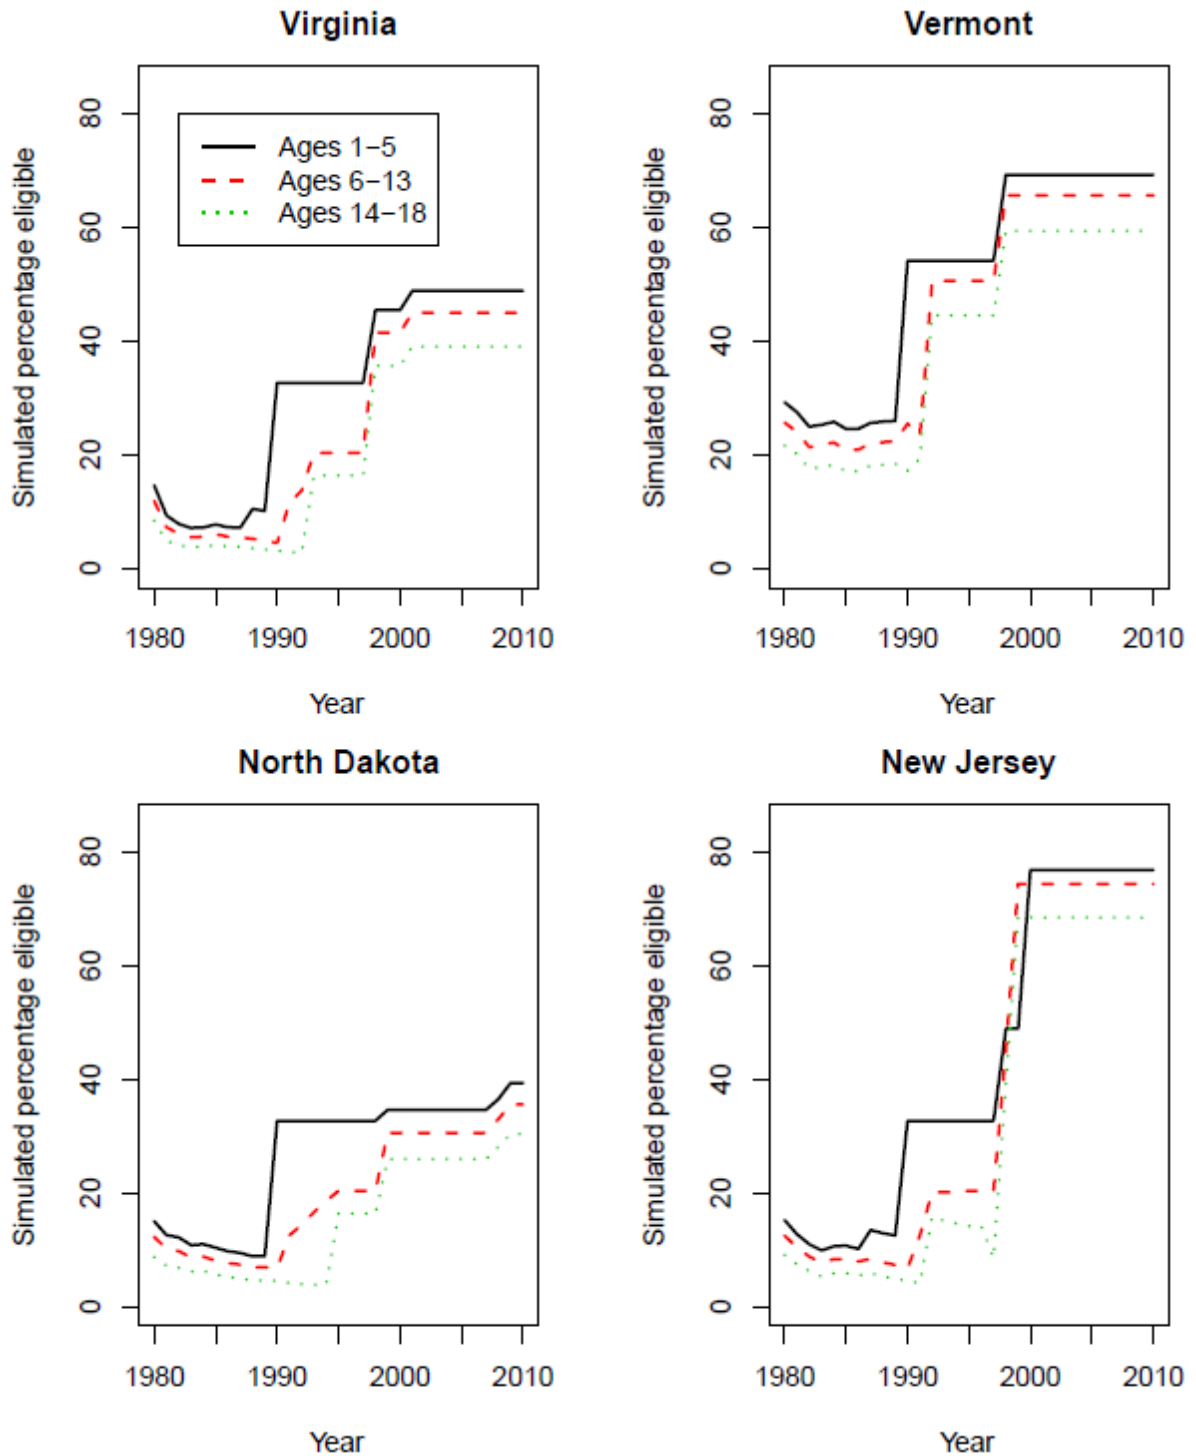 Virginia
Simulated percentage eligible
80
60
40
20
0
Ages 1−5
Ages 6−13
Ages 14−18
1980 1990 2000 2010
Year
Vermont
Simulated percentage eligible
80
60
40
20
0
1980 1990 2000 2010
Year
North Dakota
Simulated percentage eligible
80
60
40
20
0
1980 1990 2000 2010
Year
New Jersey
Simulated percentage eligible
80
60
40
20
0
1980 1990 2000 2010
Year